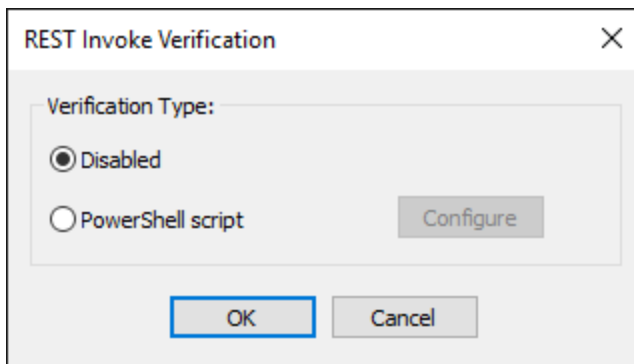 REST Invoke Verification
Verification Type:
Disabled
PowerShell script
Configure
OK
Cancel